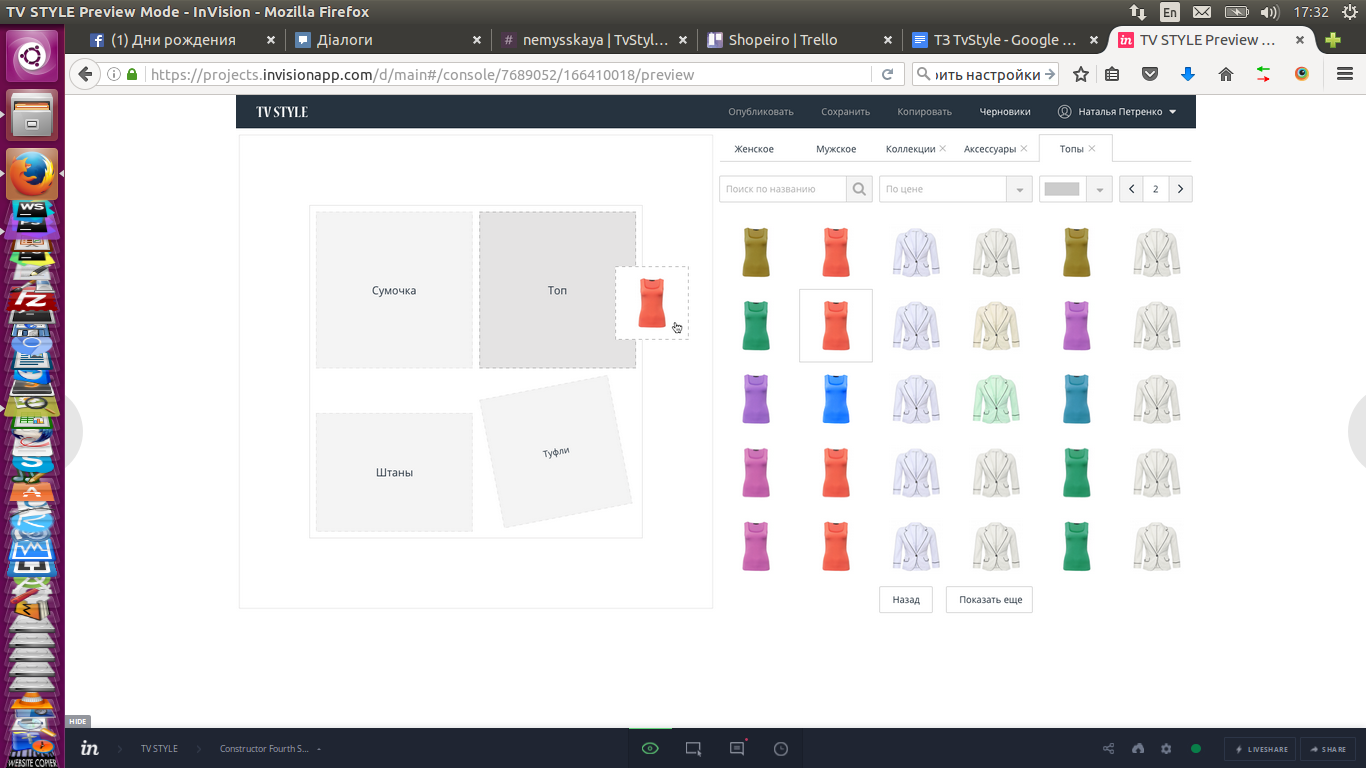 TV STYLE Preview Mode - InVision - Mozilla Firefox
En
17:32
(1) Дни рождения
Діалоги
nemysskaya | TvStyl...
Shopeiro | Trello
ТЗ TvStyle - Google ...
TV STYLE Preview ...
https://projects.invisionapp.com/d/main#/console/7689052/166410018/preview
ить настройки
TV STYLE
Опубликовать
Сохранить
Копировать
Черновики
Наталья Петренко
Женское
Мужское
Коллекции
Аксессуары
Топы
Поиск по названию
По цене
2
Сумочка
Топ
Штаны
Туфли
Назад
Показать еще
HIDE
in
TV STYLE
Constructor Fourth S...
LIVESHARE
SHARE
WEBSITE COPIER